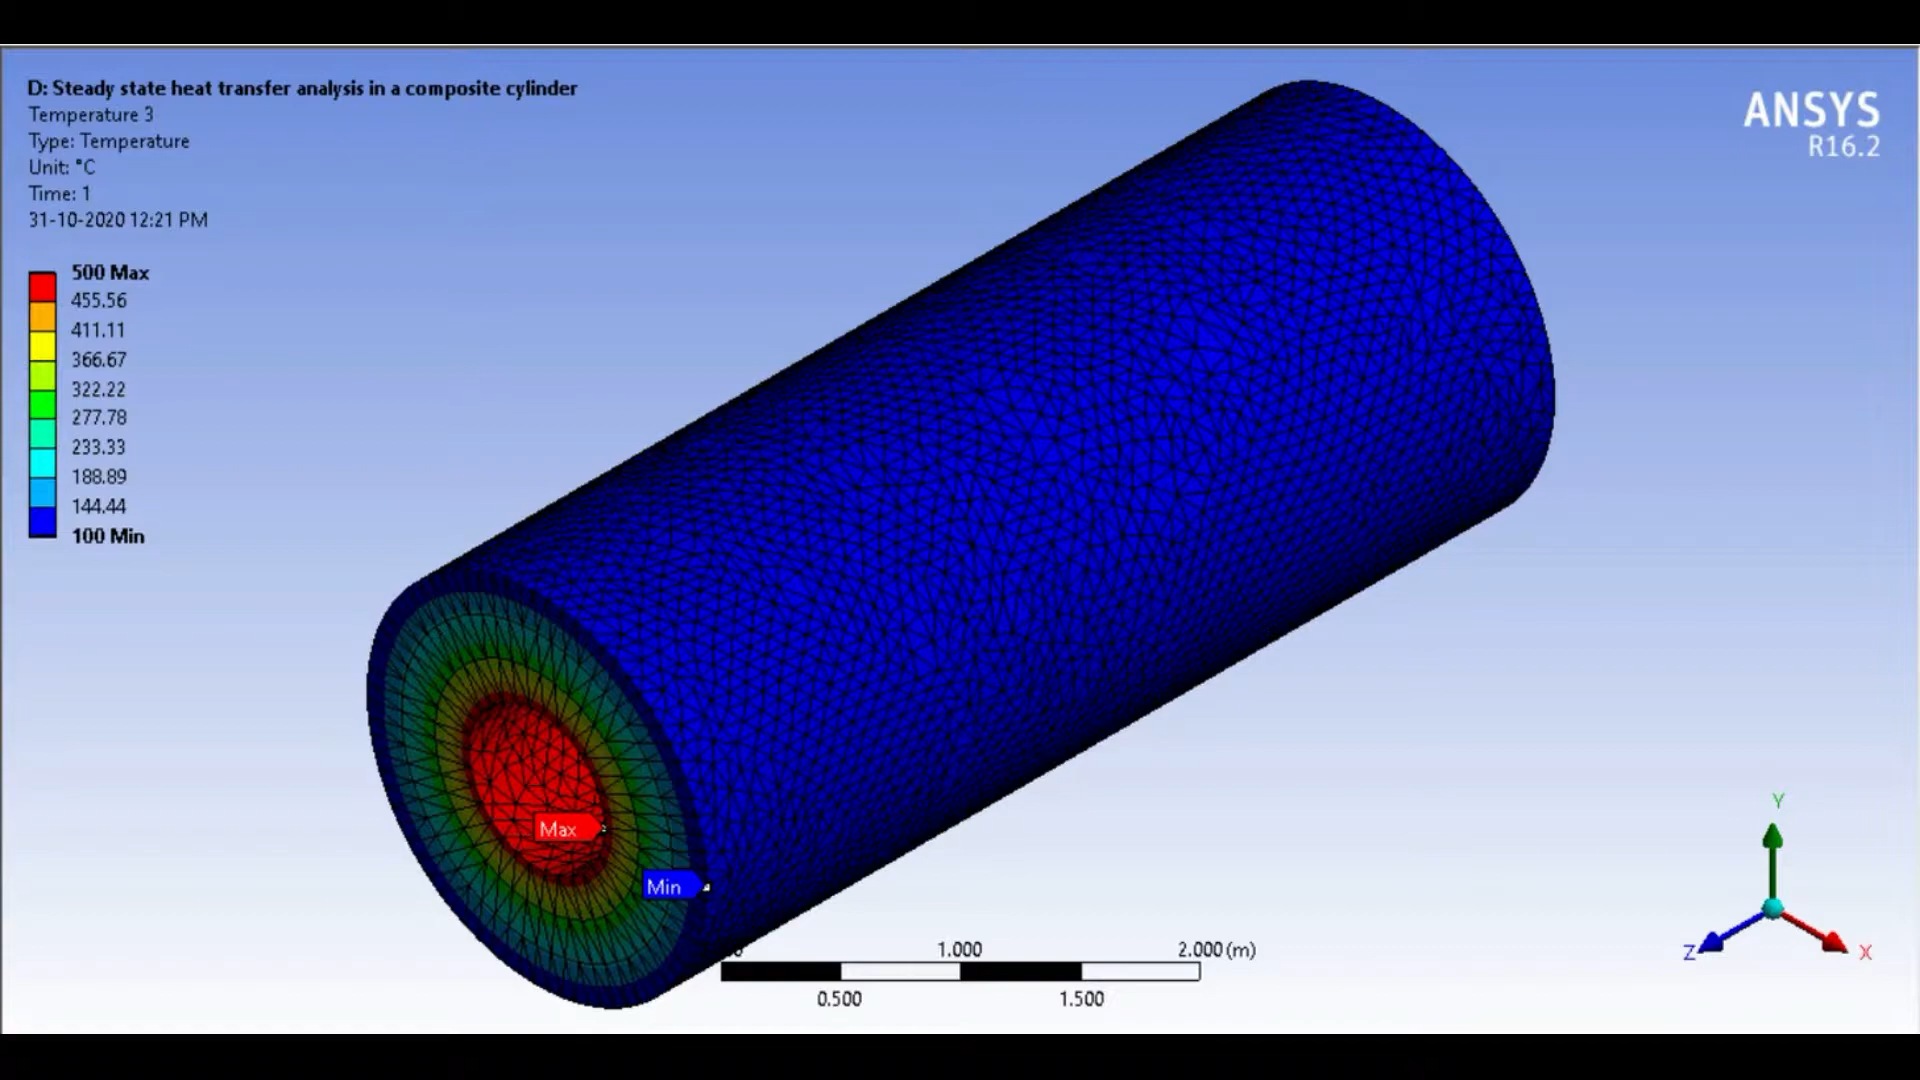 D: Steady state heat transfer analysis in a composite cylinder
Temperature 3
Type: Temperature
Unit: °C
Time: 1
31-10-2020 12:21 PM
ANSYS
R16.2
500 Max
455.56
411.11
366.67
322.22
277.78
233.33
188.89
144.44
100 Min
Max
Min
1.000
2.000 (m)
0.500
1.500
Y
Z
X